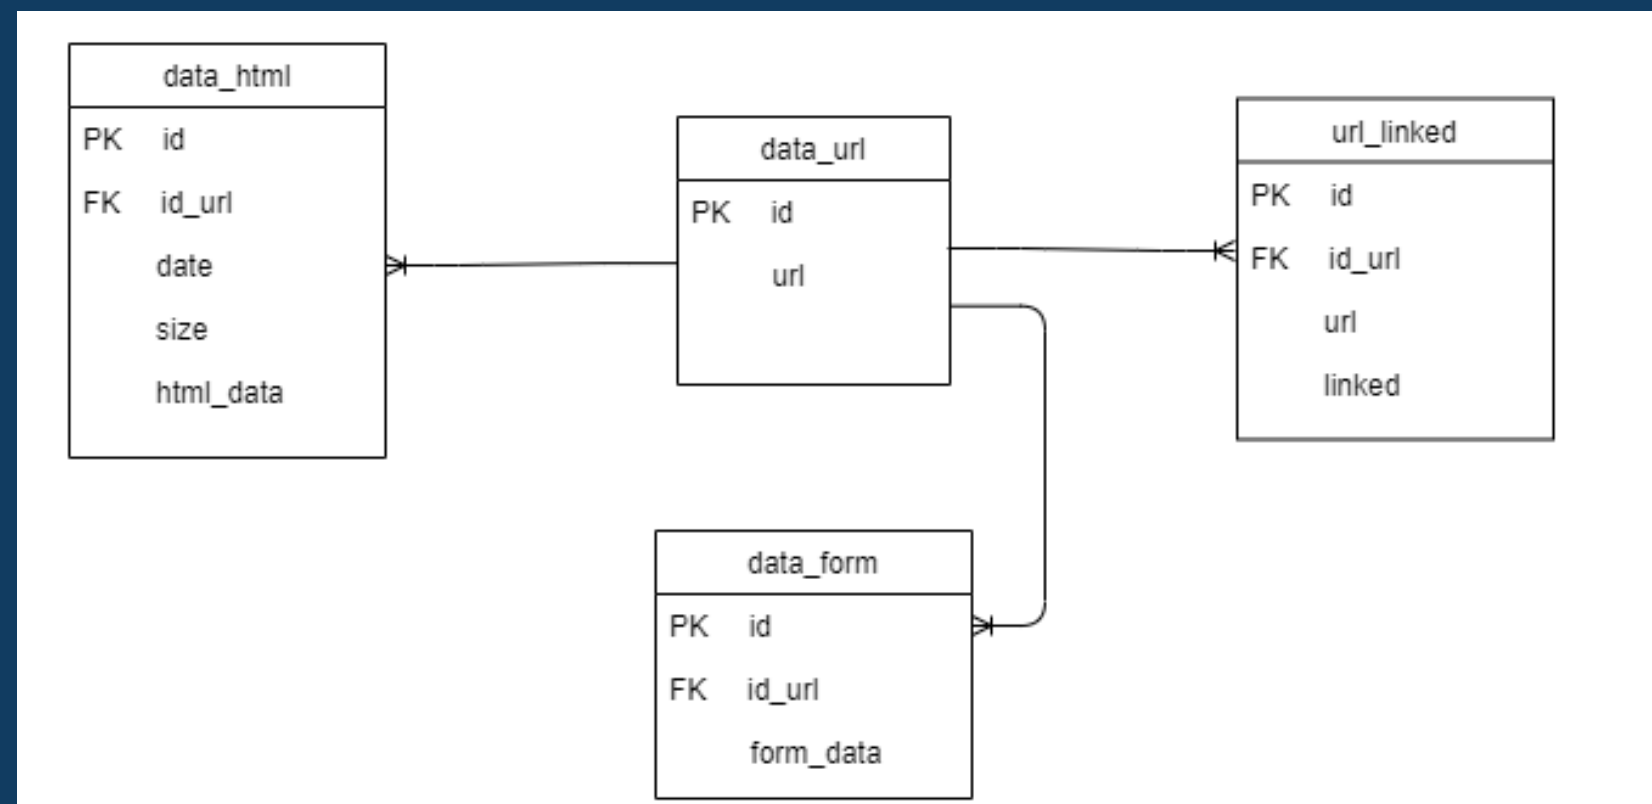 data_html
PK id
FK id_url
date
size
html_data
data_url
PK id
url
url_linked
PK id
FK id_url
url
linked
data_form
PK id
FK id_url
form_data